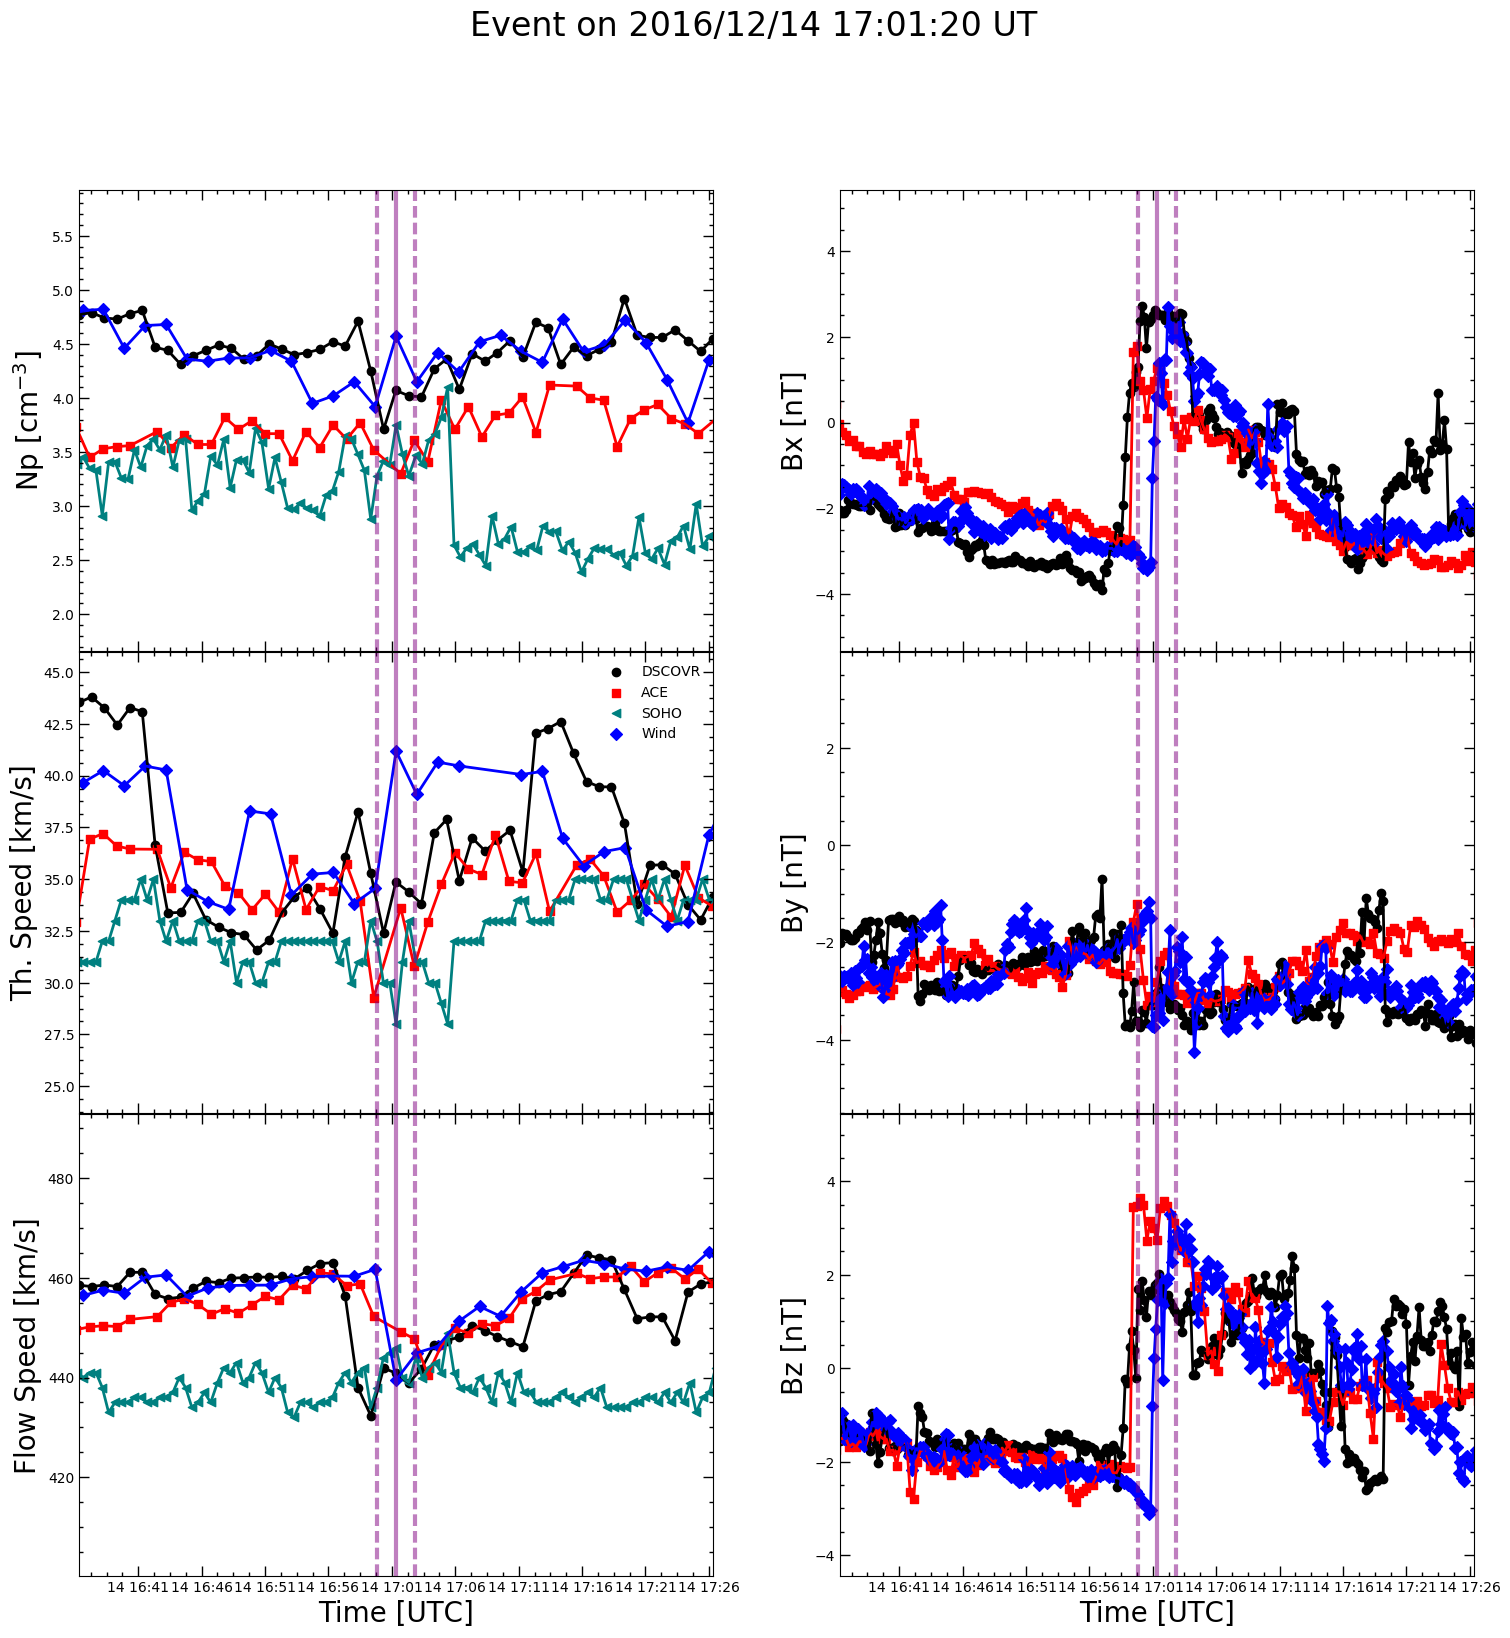 Event on 2016/12/14 17:01:20 UT
5.5
5.0
4.5
4.0
3.5
3.0
2.5
2.0
Np [cm⁻³]
4
2
0
−2
−4
Bx [nT]
45.0
42.5
40.0
37.5
35.0
32.5
30.0
27.5
25.0
Th. Speed [km/s]
DSCOVR
ACE
SOHO
Wind
2
0
−2
−4
By [nT]
480
460
440
420
Flow Speed [km/s]
14 16:41 14 16:46 14 16:51 14 16:56 14 17:01 14 17:06 14 17:11 14 17:16 14 17:21 14 17:26
Time [UTC]
4
2
0
−2
−4
Bz [nT]
14 16:41 14 16:46 14 16:51 14 16:56 14 17:01 14 17:06 14 17:11 14 17:16 14 17:21 14 17:26
Time [UTC]